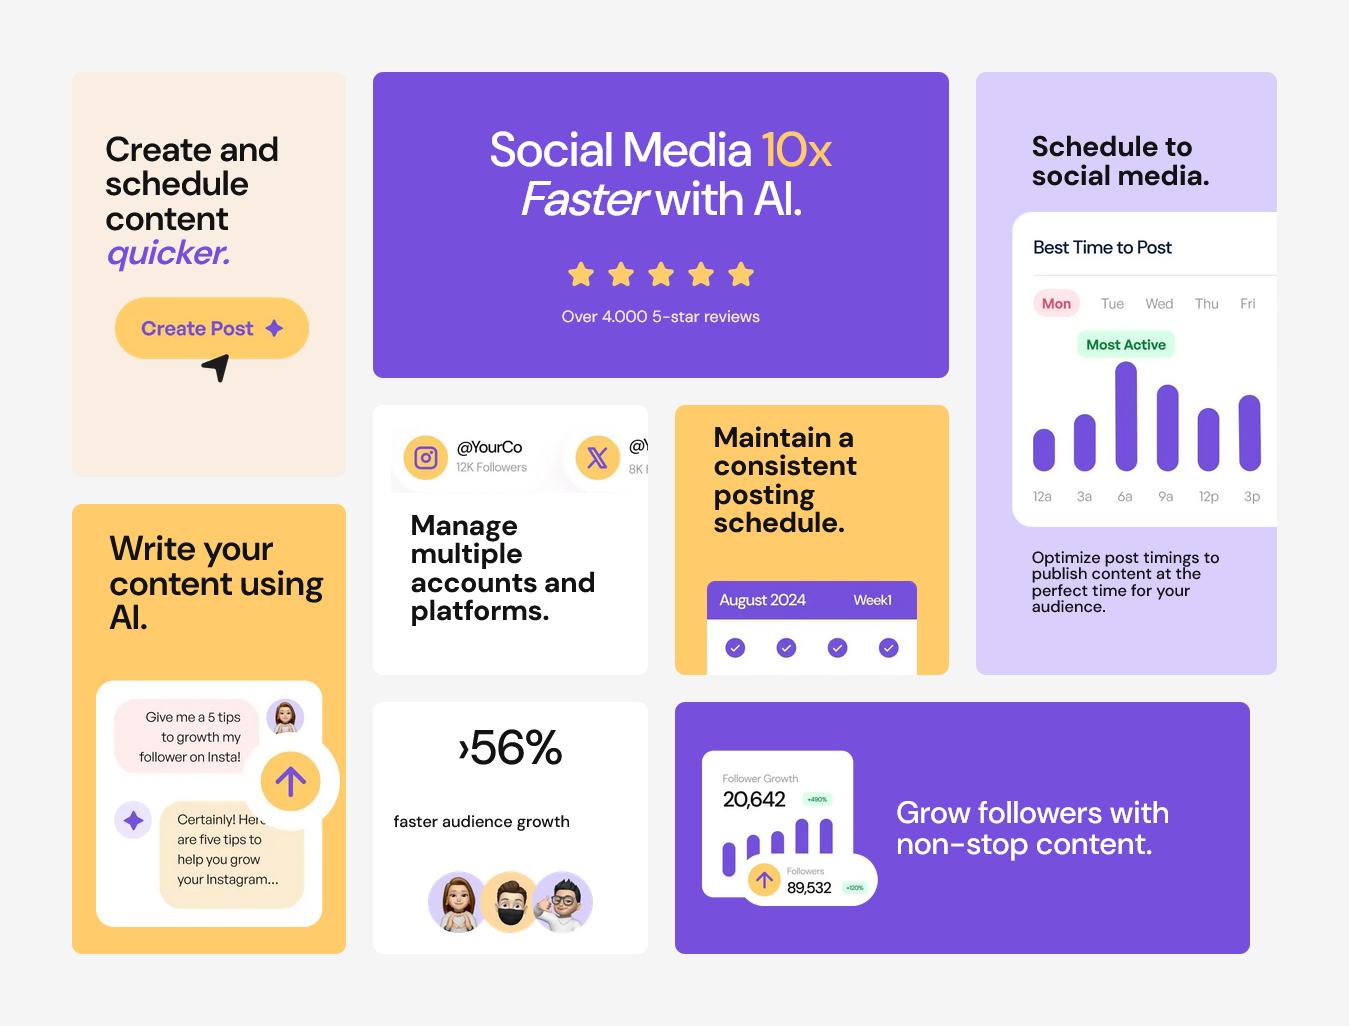 Create and
schedule
content
quicker.
Create Post
Social Media 10x
Faster with AI.
Over 4.000 5-star reviews
Schedule to
social media.
Best Time to Post
Mon Tue Wed Thu Fri
Most Active
12a 3a 6a 9a 12p 3p
Optimize post timings to
publish content at the
perfect time for your
audience.
Write your
content using
AI.
Give me a 5 tips
to growth my
follower on Insta!
Certainly! Here
are five tips to
help you grow
your Instagram...
@YourCo
12K Followers
@Y
8K F
Manage
multiple
accounts and
platforms.
Maintain a
consistent
posting
schedule.
August 2024 Week1
›56%
faster audience growth
Follower Growth
20,642 +490%
Followers
89,532 +120%
Grow followers with
non-stop content.